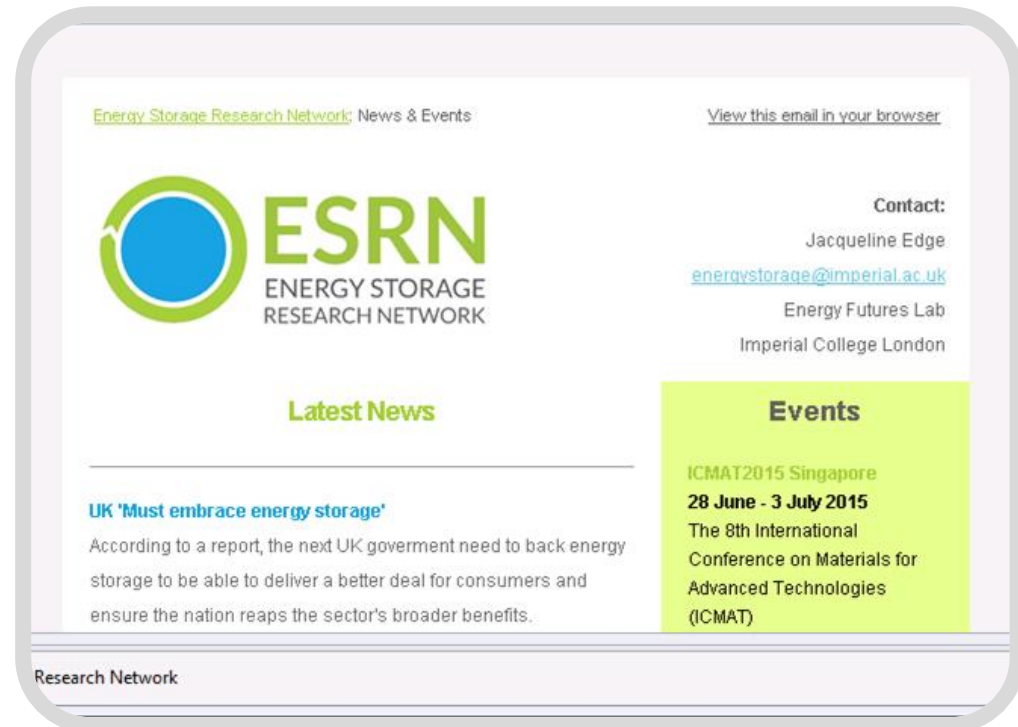 Energy Storage Research Network: News & Events
View this email in your browser
ESRN
ENERGY STORAGE
RESEARCH NETWORK
Contact:
Jacqueline Edge
energystorage@imperial.ac.uk
Energy Futures Lab
Imperial College London
Latest News
UK 'Must embrace energy storage'
According to a report, the next UK goverment need to back energy
storage to be able to deliver a better deal for consumers and
ensure the nation reaps the sector's broader benefits.
Events
ICMAT2015 Singapore
28 June - 3 July 2015
The 8th International
Conference on Materials for
Advanced Technologies
(ICMAT)
Research Network